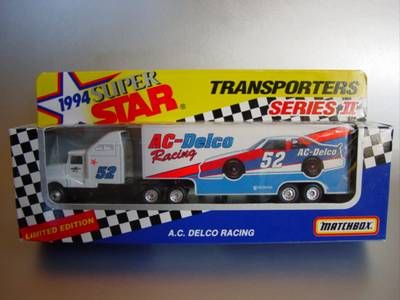 1994 SUPER STAR
TRANSPORTERS
SERIES II
AC-Delco
Racing
52
AC-Delco
52
LIMITED EDITION
A.C. DELCO RACING
MATCHBOX